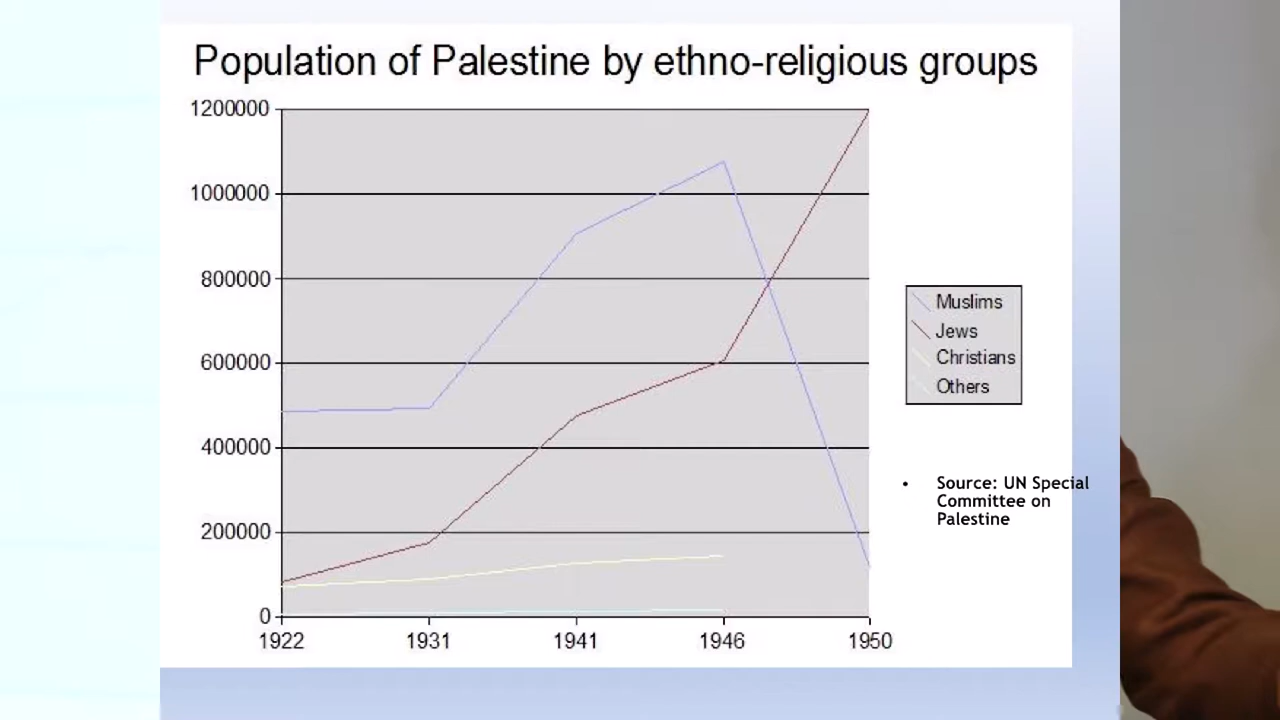 Population of Palestine by ethno-religious groups
1200000
1000000
800000
600000
400000
200000
0
1922 1931 1941 1946 1950
Muslims
Jews
Christians
Others
• Source: UN Special
Committee on
Palestine